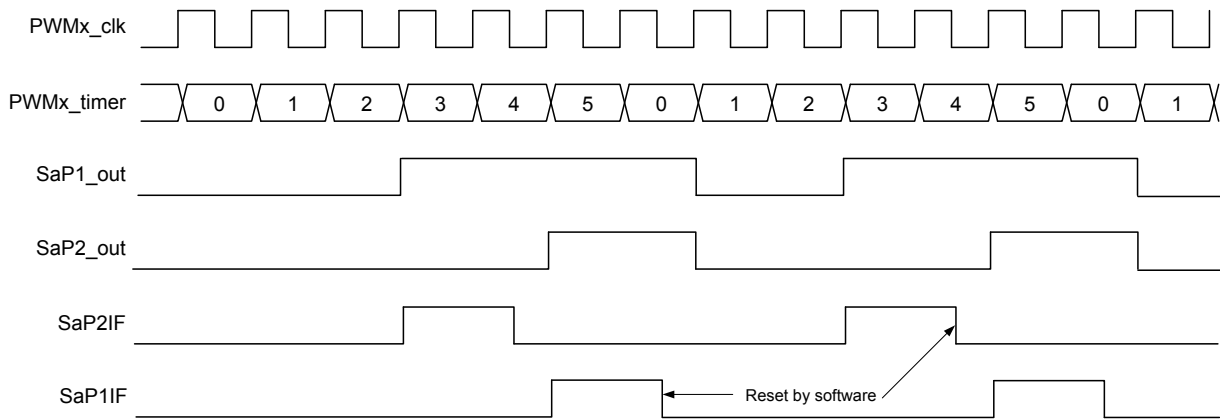 PWMx_clk
PWMx_timer 0 1 2 3 4 5 0 1 2 3 4 5 0 1
SaP1_out
SaP2_out
SaP2IF
SaP1IF Reset by software